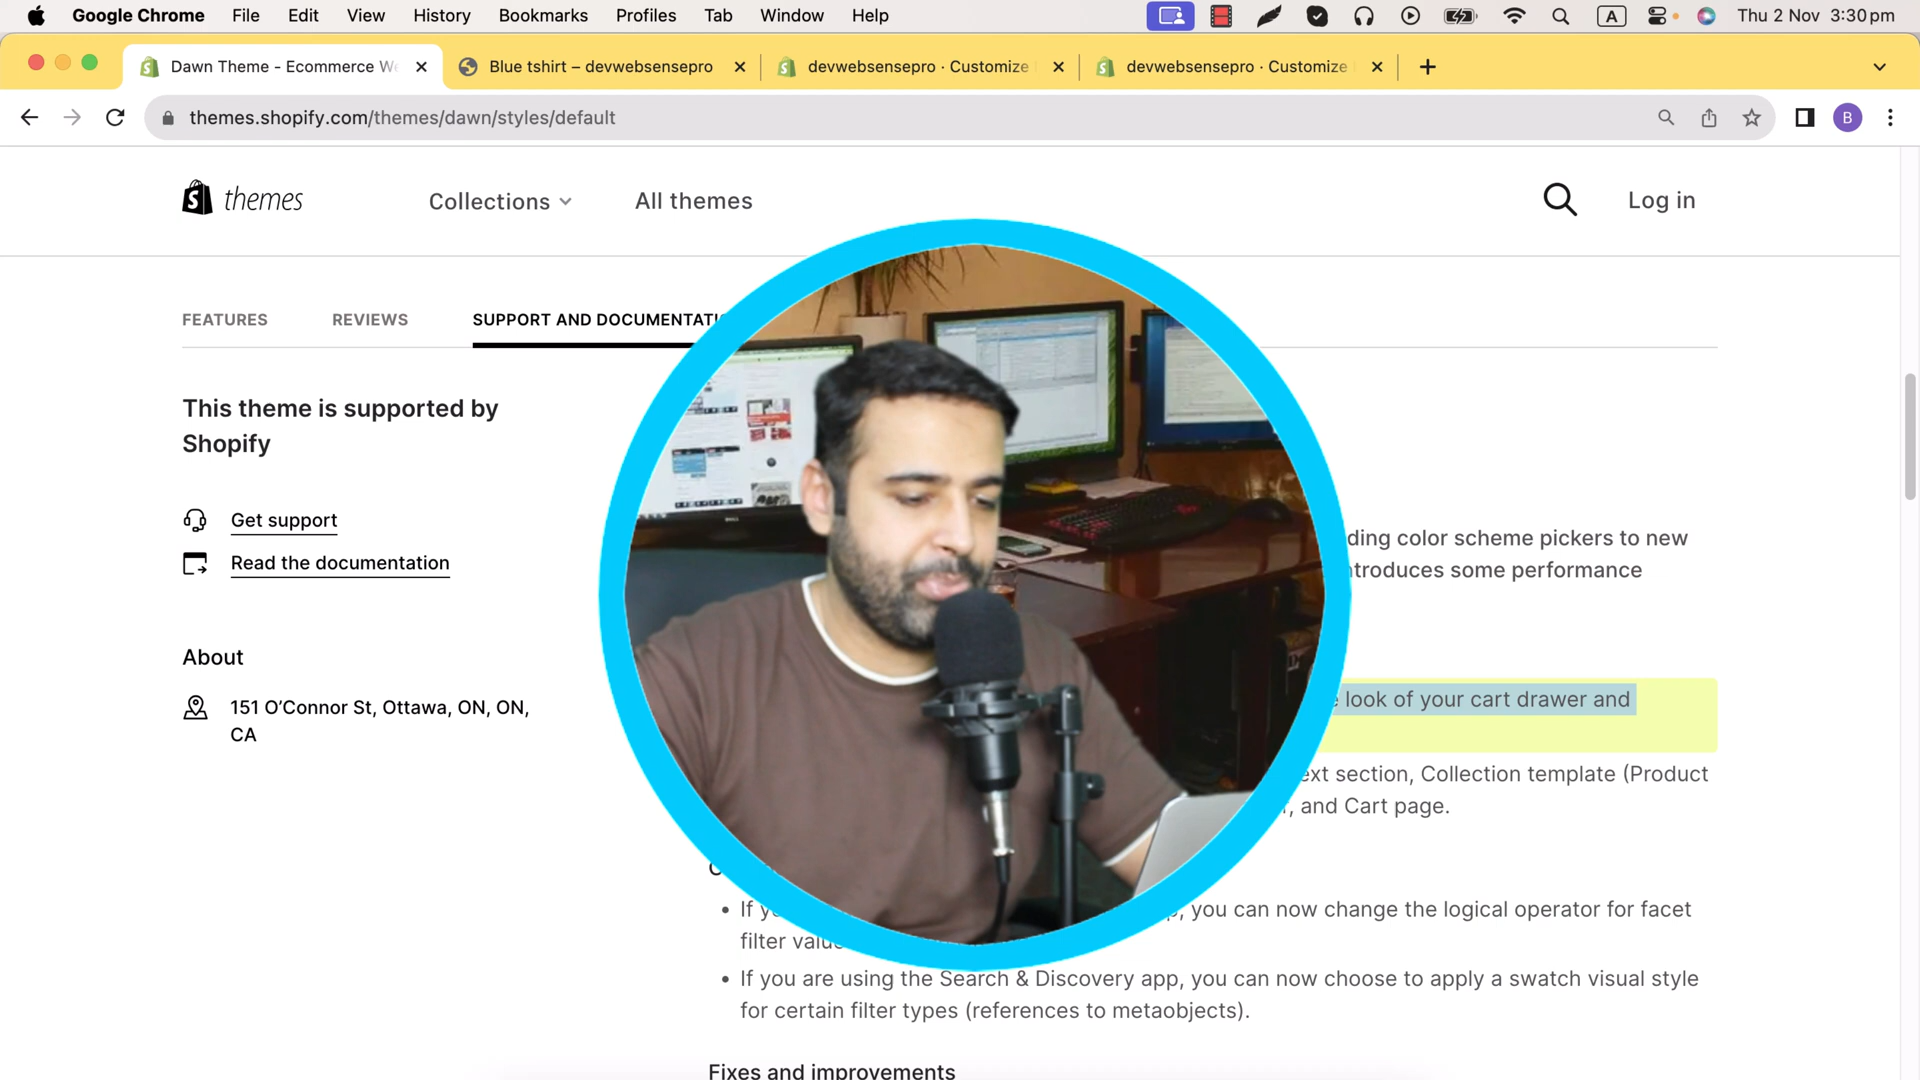 Google Chrome File Edit View History Bookmarks Profiles Tab Window Help A Thu 2 Nov 3:30 pm
Dawn Theme - Ecommerce We Blue tshirt – devwebsensepro devwebsensepro · Customize devwebsensepro · Customize
themes.shopify.com/themes/dawn/styles/default B
themes Collections All themes Log in
FEATURES REVIEWS SUPPORT AND DOCUMENTATIO
This theme is supported by
Shopify
Get support
Read the documentation
About
151 O'Connor St, Ottawa, ON, ON,
CA
ding color scheme pickers to new
troduces some performance
look of your cart drawer and
ext section, Collection template (Product
, and Cart page.
If , you can now change the logical operator for facet
filter
If you are using the Search & Discovery app, you can now choose to apply a swatch visual style
for certain filter types (references to metaobjects).
Fixes and improvements